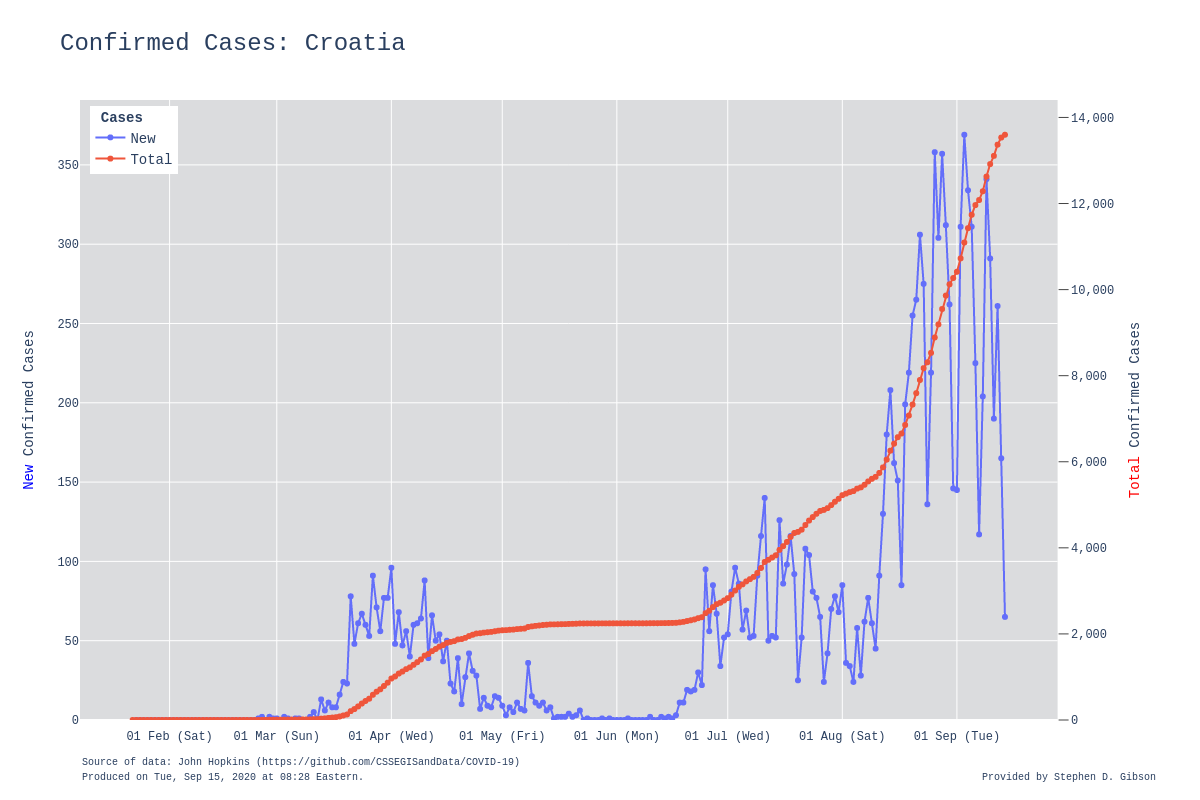 Confirmed Cases: Croatia
Cases
New
Total
350
300
250
200
150
100
50
0
New Confirmed Cases
14,000
12,000
10,000
8,000
6,000
4,000
2,000
0
Total Confirmed Cases
01 Feb (Sat) 01 Mar (Sun) 01 Apr (Wed) 01 May (Fri) 01 Jun (Mon) 01 Jul (Wed) 01 Aug (Sat) 01 Sep (Tue)
Source of data: John Hopkins (https://github.com/CSSEGISandData/COVID-19)
Produced on Tue, Sep 15, 2020 at 08:28 Eastern.
Provided by Stephen D. Gibson